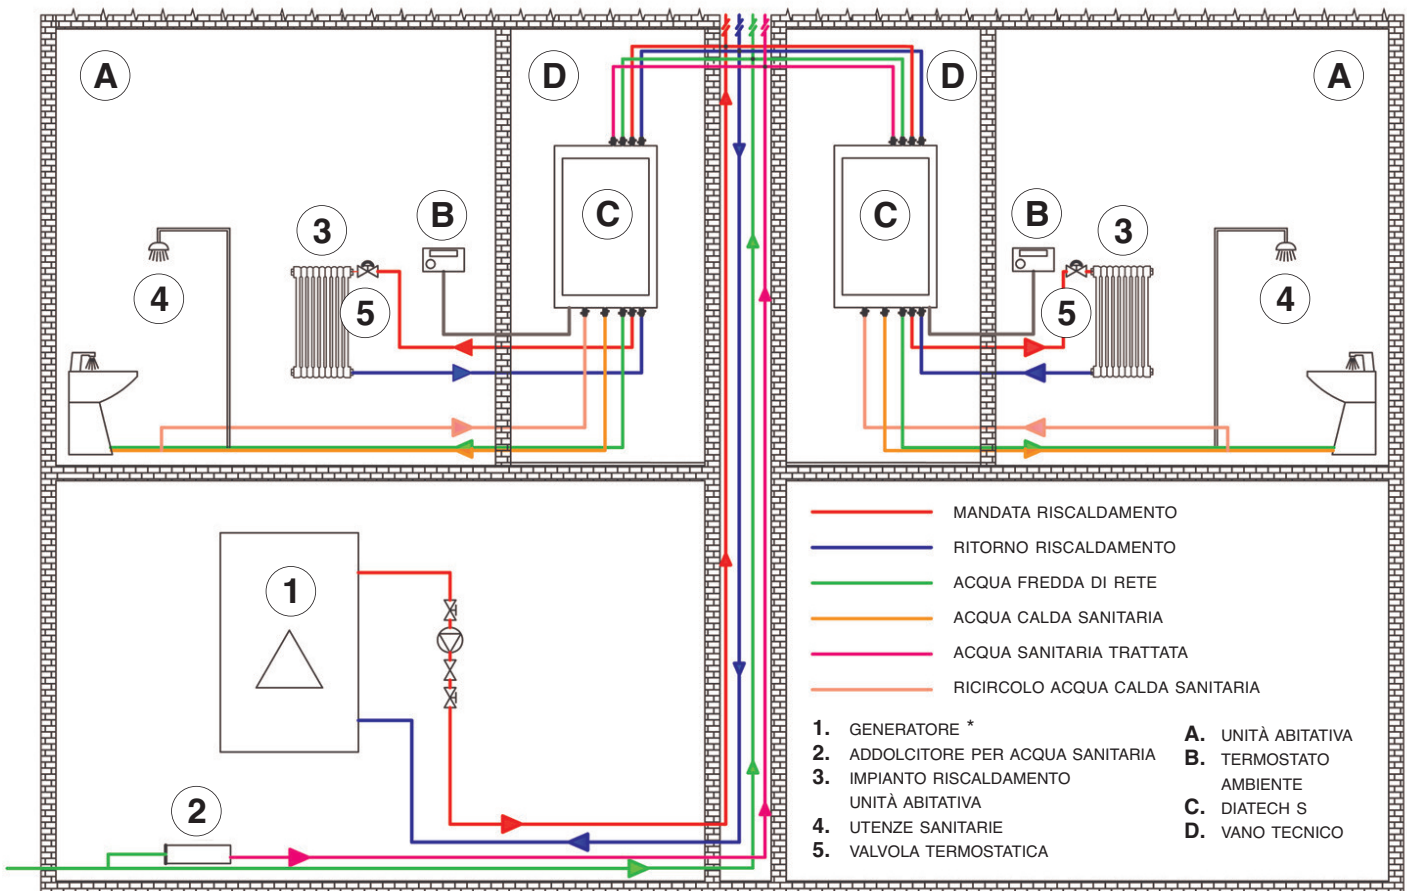 A
D
D
A
B
C
C
B
3
3
4
5
5
4
1
2
MANDATA RISCALDAMENTO
RITORNO RISCALDAMENTO
ACQUA FREDDA DI RETE
ACQUA CALDA SANITARIA
ACQUA SANITARIA TRATTATA
RICIRCOLO ACQUA CALDA SANITARIA
1. GENERATORE *
2. ADDOLCITORE PER ACQUA SANITARIA
3. IMPIANTO RISCALDAMENTO
UNITÀ ABITATIVA
4. UTENZE SANITARIE
5. VALVOLA TERMOSTATICA
A. UNITÀ ABITATIVA
B. TERMOSTATO
AMBIENTE
C. DIATECH S
D. VANO TECNICO